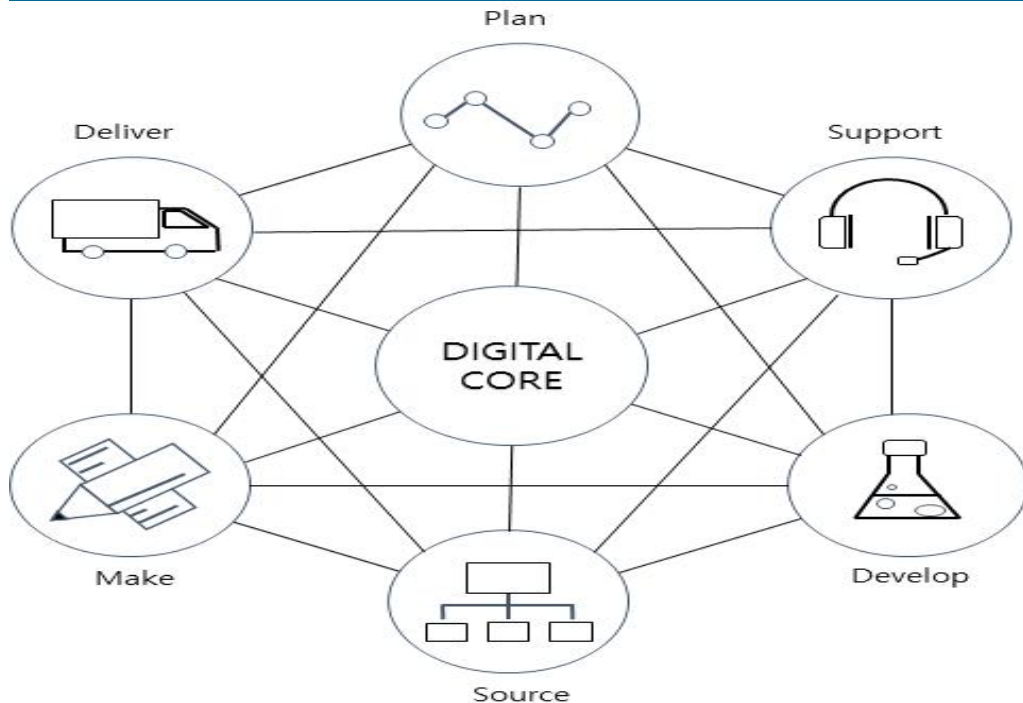 Plan
Deliver
Support
DIGITAL
CORE
Make
Develop
Source